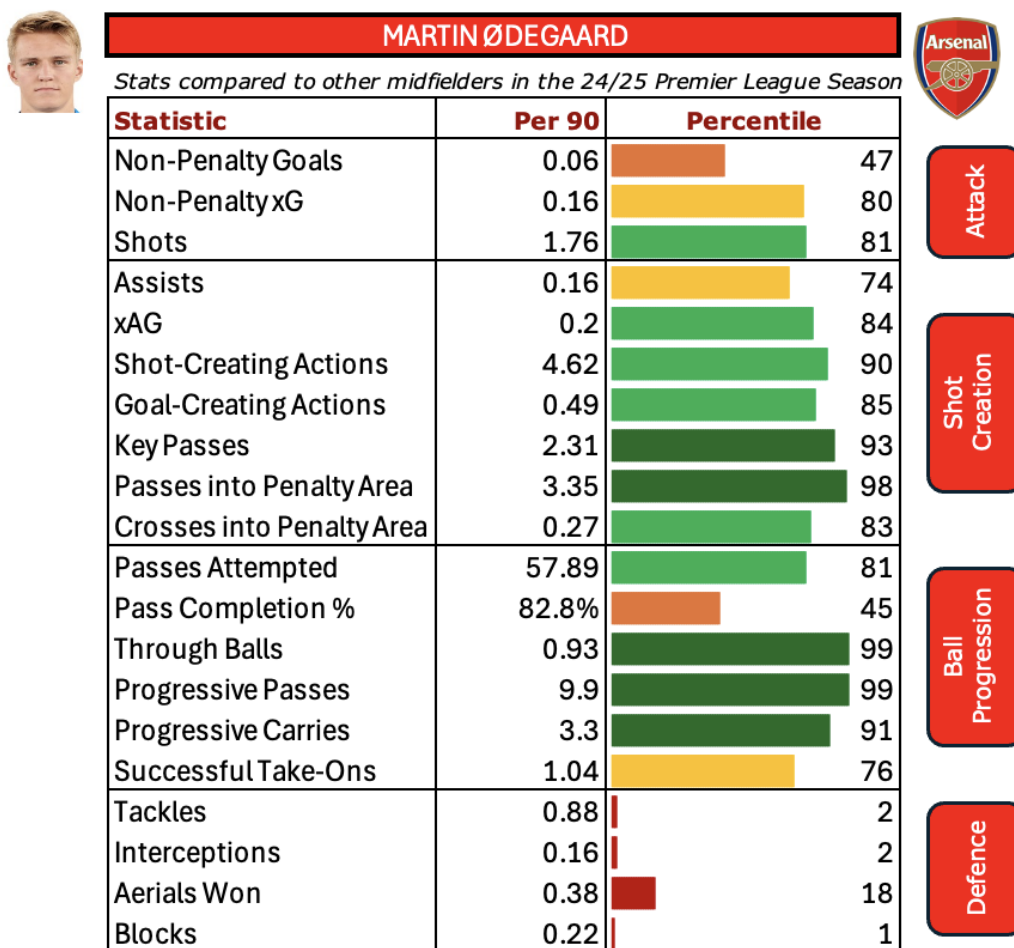 MARTIN ØDEGAARD
Arsenal
Stats compared to other midfielders in the 24/25 Premier League Season
Statistic Per 90 Percentile
Non-Penalty Goals 0.06 47
Non-Penalty xG 0.16 80
Shots 1.76 81
Attack
Assists 0.16 74
xAG 0.2 84
Shot-Creating Actions 4.62 90
Goal-Creating Actions 0.49 85
Key Passes 2.31 93
Passes into Penalty Area 3.35 98
Crosses into Penalty Area 0.27 83
Shot
Creation
Passes Attempted 57.89 81
Pass Completion % 82.8% 45
Through Balls 0.93 99
Progressive Passes 9.9 99
Progressive Carries 3.3 91
Successful Take-Ons 1.04 76
Ball
Progression
Tackles 0.88 2
Interceptions 0.16 2
Aerials Won 0.38 18
Blocks 0.22 1
Defence